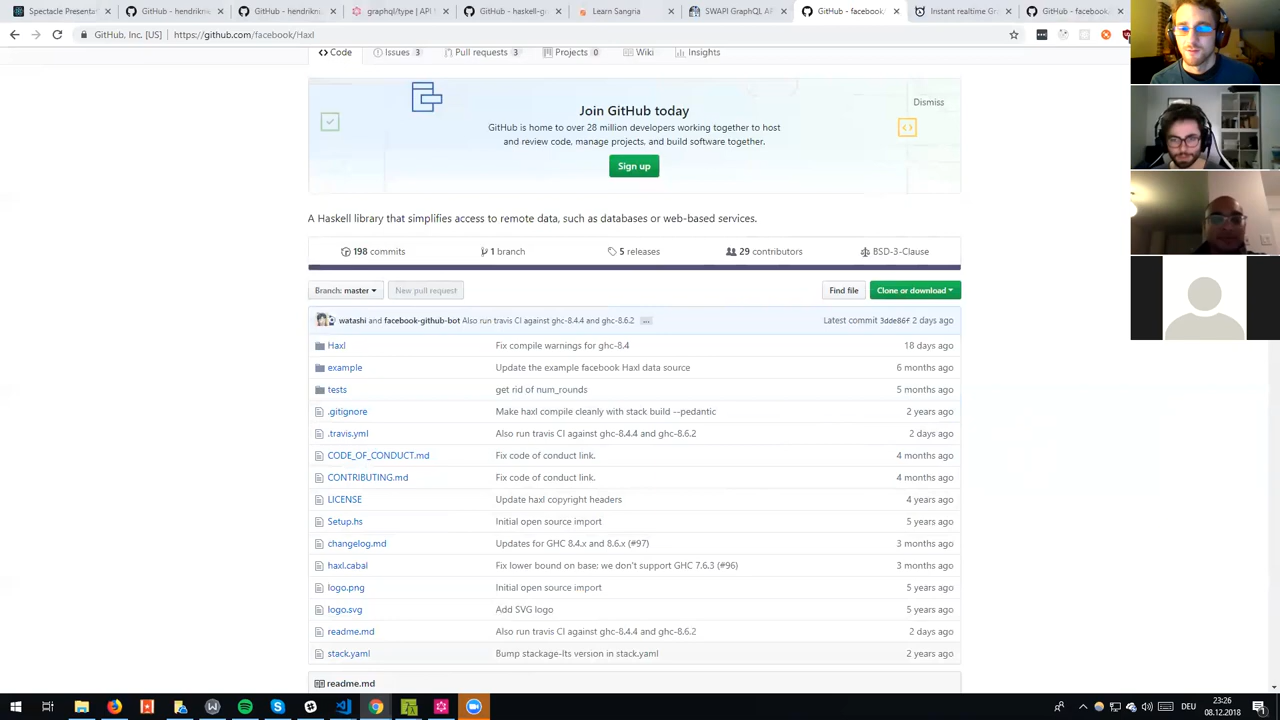 Spectacle Presentat
GitHub - hendrikni
GitHub - hendrikni
graphql/type | API
GitHub - haskell-g
Learn Sangria
SWAPI GraphQL AP
GitHub - facebook/
Instant realtime Gr
GitHub - facebook/
GitHub, Inc. [US] https://github.com/facebook/Haxl
Code Issues 3 Pull requests 3 Projects 0 Wiki Insights
Join GitHub today
Dismiss
GitHub is home to over 28 million developers working together to host
and review code, manage projects, and build software together.
Sign up
A Haskell library that simplifies access to remote data, such as databases or web-based services.
198 commits 1 branch 5 releases 29 contributors BSD-3-Clause
Branch: master New pull request Find file Clone or download
watashi and facebook-github-bot Also run travis CI against ghc-8.4.4 and ghc-8.6.2 ... Latest commit 3dde86f 2 days ago
Haxl Fix compile warnings for ghc-8.4 18 days ago
example Update the example facebook Haxl data source 6 months ago
tests get rid of num_rounds 5 months ago
.gitignore Make haxl compile cleanly with stack build --pedantic 2 years ago
.travis.yml Also run travis CI against ghc-8.4.4 and ghc-8.6.2 2 days ago
CODE_OF_CONDUCT.md Fix code of conduct link. 4 months ago
CONTRIBUTING.md Fix code of conduct link. 4 months ago
LICENSE Update haxl copyright headers 4 years ago
Setup.hs Initial open source import 5 years ago
changelog.md Updates for GHC 8.4.x and 8.6.x (#97) 3 months ago
haxl.cabal Fix lower bound on base: we don't support GHC 7.6.3 (#96) 3 months ago
logo.png Initial open source import 5 years ago
logo.svg Add SVG logo 5 years ago
readme.md Also run travis CI against ghc-8.4.4 and ghc-8.6.2 2 days ago
stack.yaml Bump stackage-lts version in stack.yaml 2 years ago
readme.md
DEU
23:26
08.12.2018